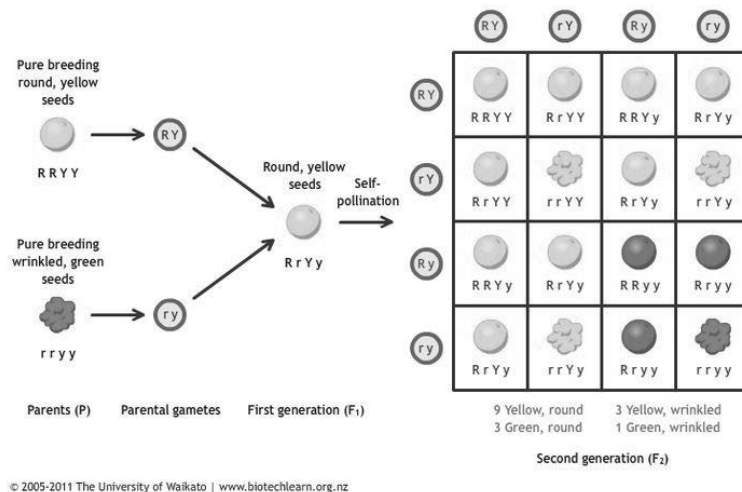 RY
rY
Ry
ry
Pure breeding
round, yellow
seeds
RRYY
RY
Round, yellow
seeds
Self-
pollination
RrYy
Pure breeding
wrinkled, green
seeds
rryy
ry
RY
RRYY
RrYY
RRYy
RrYy
rY
RrYY
rrYY
RrYy
rrYy
Ry
RRYy
RrYy
RRyy
Rryy
ry
RrYy
rrYy
Rryy
rryy
Parents (P)
Parental gametes
First generation (F₁)
9 Yellow, round
3 Yellow, wrinkled
3 Green, round
1 Green, wrinkled
Second generation (F₂)
© 2005-2011 The University of Waikato | www.biotechlearn.org.nz